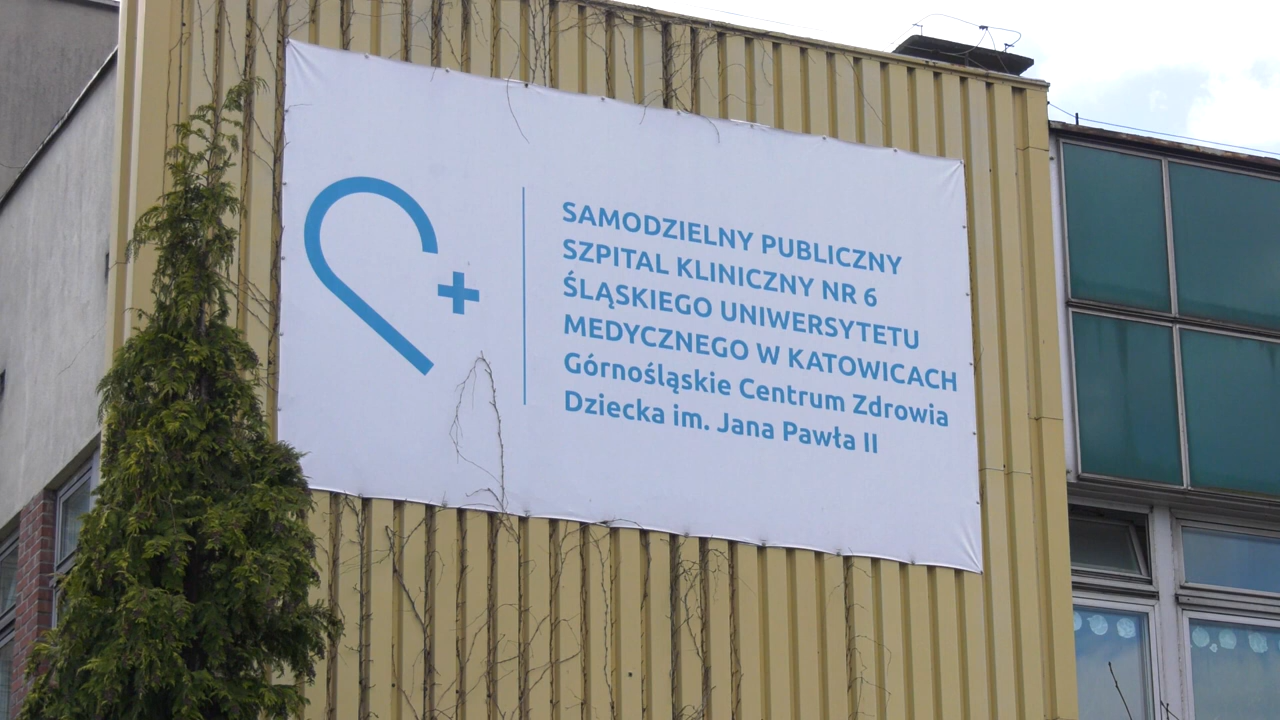 SAMODZIELNY PUBLICZNY
SZPITAL KLINICZNY NR 6
ŚLĄSKIEGO UNIWERSYTETU
MEDYCZNEGO W KATOWICACH
Górnośląskie Centrum Zdrowia
Dziecka im. Jana Pawła II